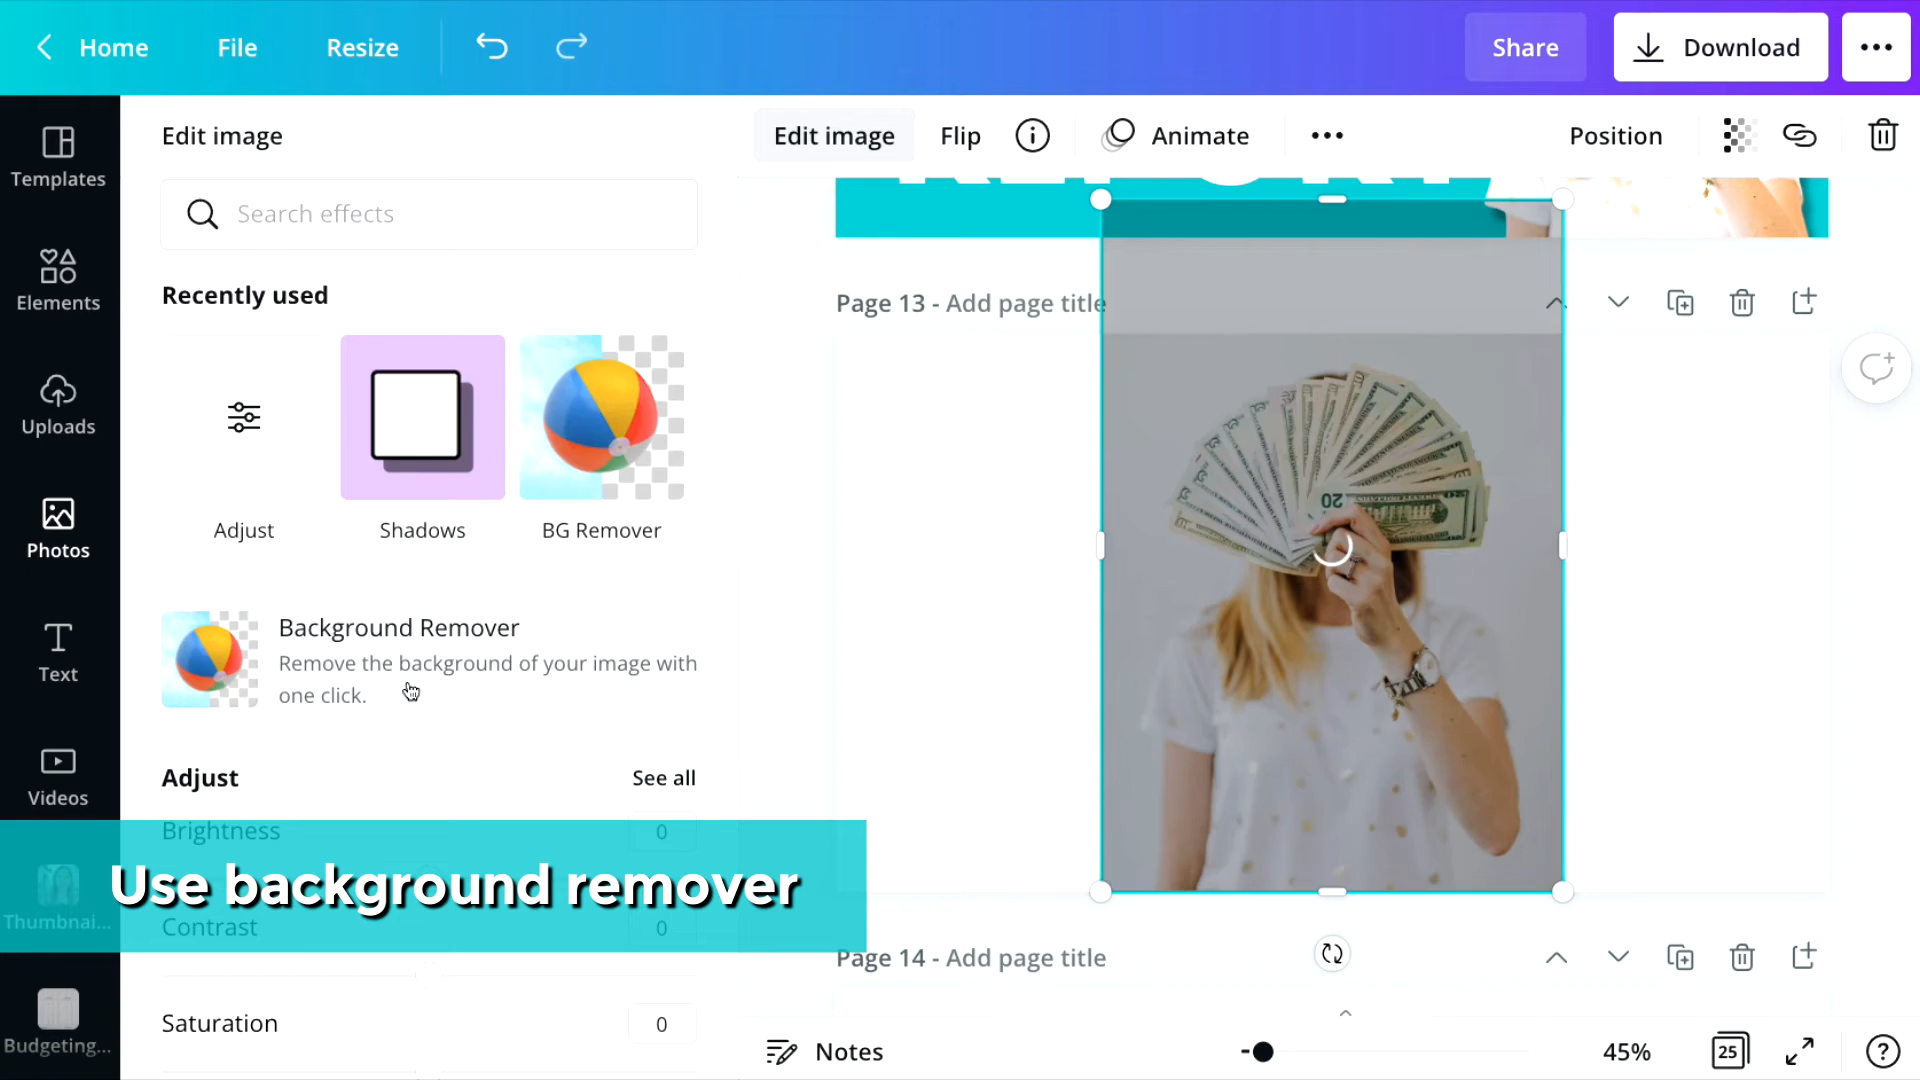 Home
File
Resize
Share
Download
Templates
Elements
Uploads
Photos
Text
Videos
Thumbnai...
Budgeting...
Edit image
Search effects
Recently used
Adjust
Shadows
BG Remover
Background Remover
Remove the background of your image with
one click.
Adjust
See all
Brightness
0
Use background remover
Contrast
0
Saturation
0
Edit image
Flip
Animate
Position
Page 13 - Add page title
20
20
Page 14 - Add page title
Notes
45%
25